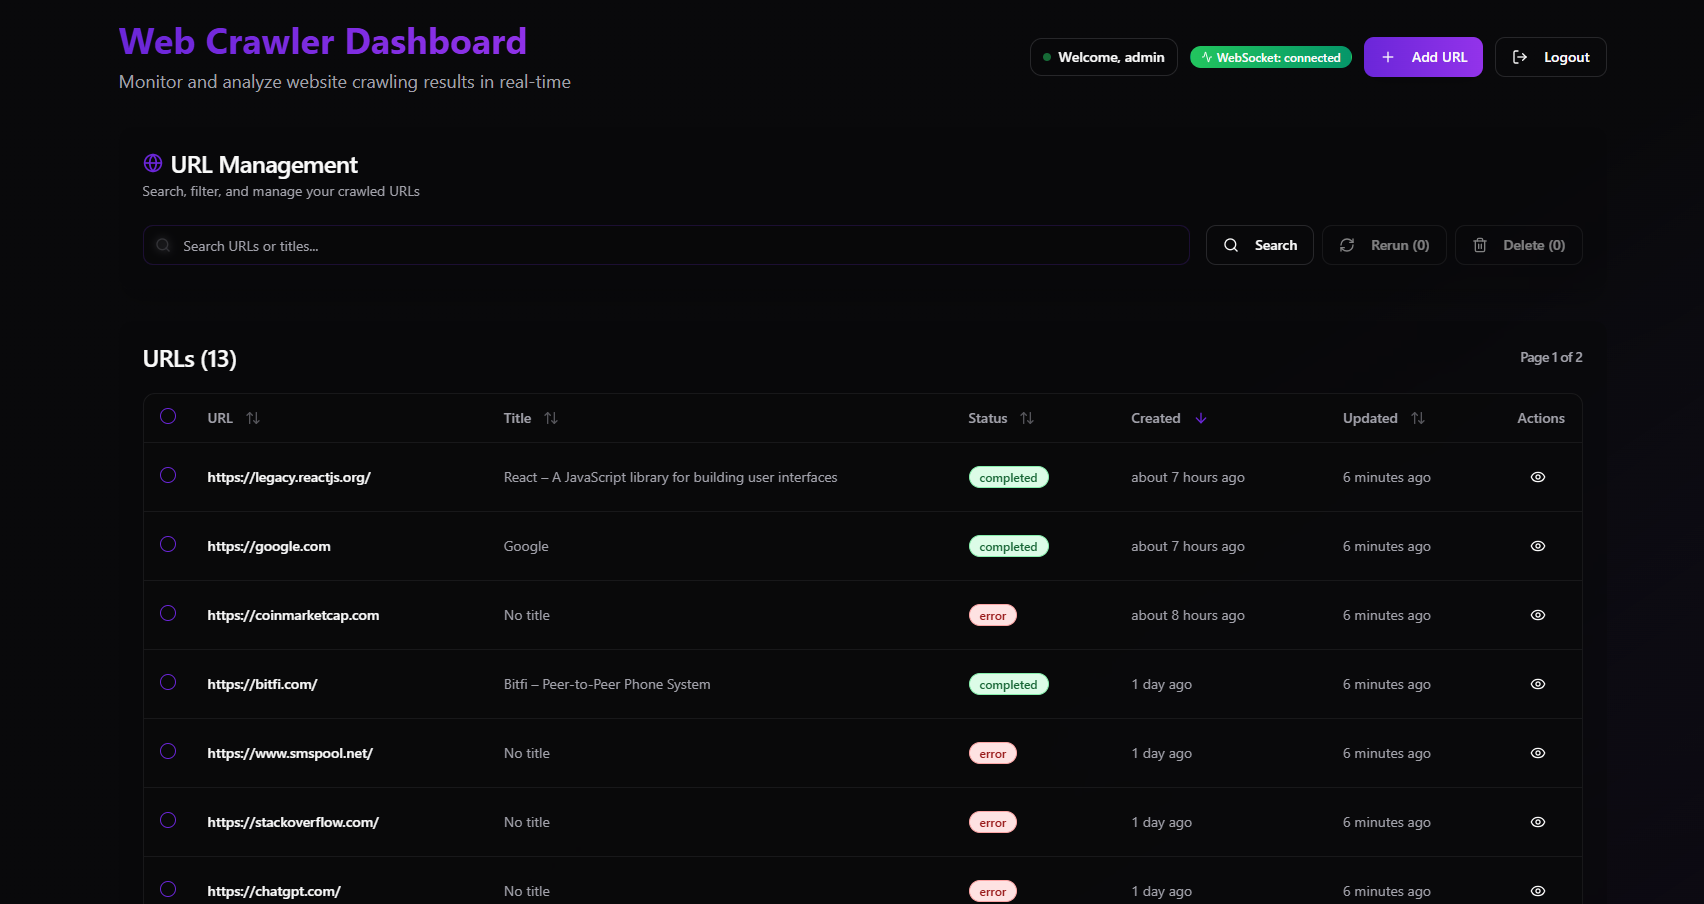 Web Crawler Dashboard
Monitor and analyze website crawling results in real-time
Welcome, admin
WebSocket: connected
Add URL
Logout
URL Management
Search, filter, and manage your crawled URLs
Search URLs or titles...
Search
Rerun (0)
Delete (0)
URLs (13)
Page 1 of 2
URL Title Status Created Updated Actions
https://legacy.reactjs.org/ React – A JavaScript library for building user interfaces completed about 7 hours ago 6 minutes ago
https://google.com Google completed about 7 hours ago 6 minutes ago
https://coinmarketcap.com No title error about 8 hours ago 6 minutes ago
https://bitfi.com/ Bitfi – Peer-to-Peer Phone System completed 1 day ago 6 minutes ago
https://www.smspool.net/ No title error 1 day ago 6 minutes ago
https://stackoverflow.com/ No title error 1 day ago 6 minutes ago
https://chatgpt.com/ No title error 1 day ago 6 minutes ago